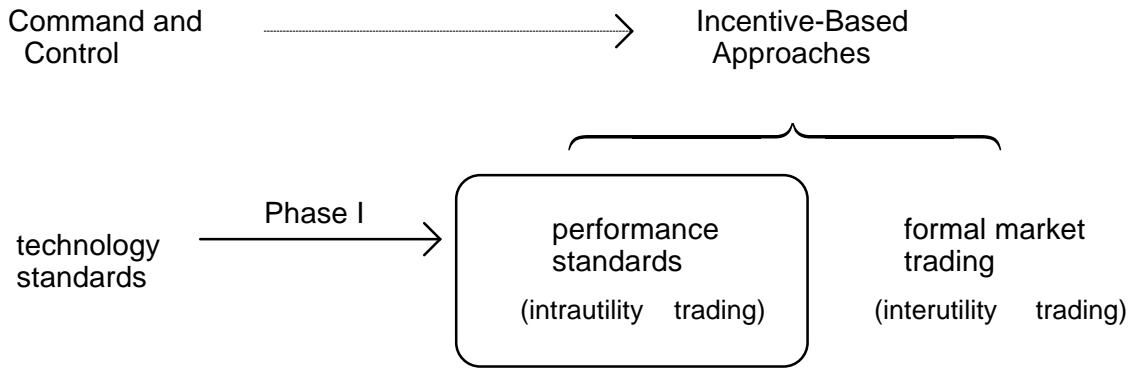 Command and
Control
Incentive-Based
Approaches
Phase I
technology
standards
performance
standards
(intrautility trading)
formal market
trading
(interutility trading)